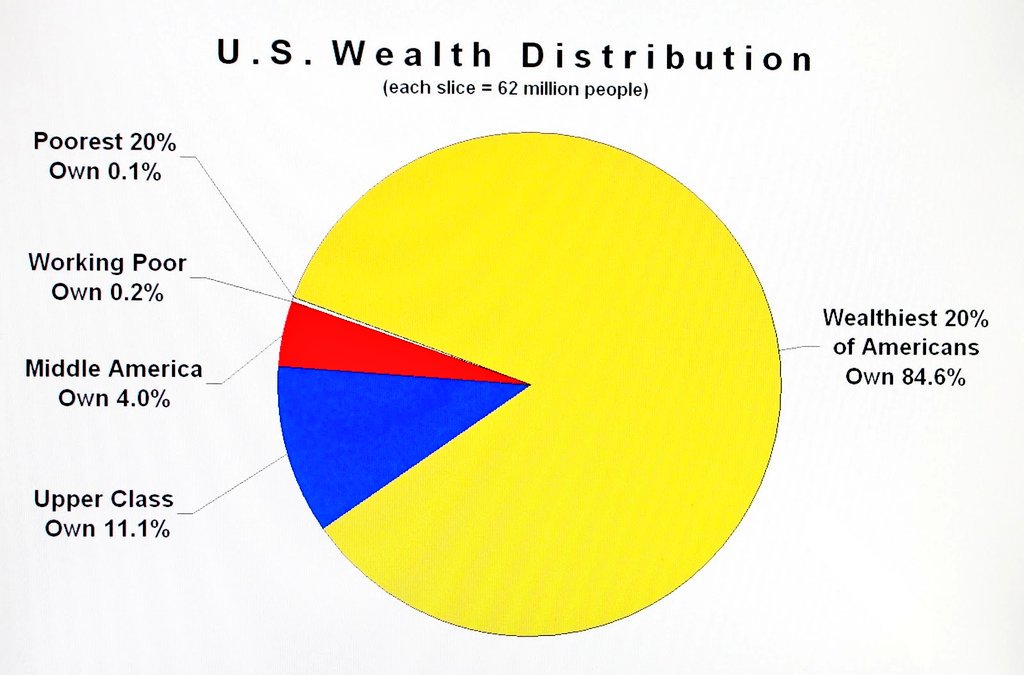 U.S. Wealth Distribution
(each slice = 62 million people)
Poorest 20%
Own 0.1%
Working Poor
Own 0.2%
Middle America
Own 4.0%
Upper Class
Own 11.1%
Wealthiest 20%
of Americans
Own 84.6%